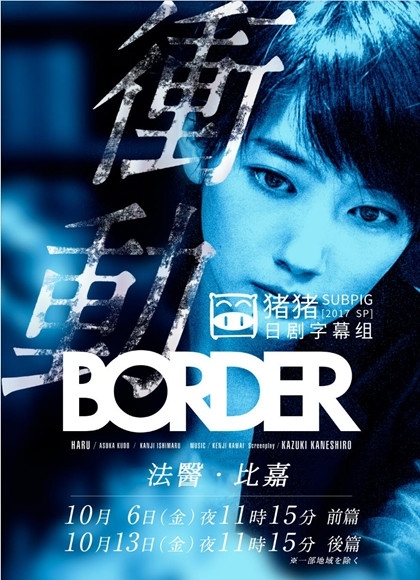 衝動
猪猪 SUBPIG
[2017 SP]
日剧字幕组
BORDER
HARU / ASUKA KUDO / KANJI ISHIMARU MUSIC / KENJI KAWAI Screenplay / KAZUKI KANESHIRO
法醫・比嘉
10月 6日(金)夜11時15分 前篇
10月13日(金)夜11時15分 後篇
※一部地域を除く